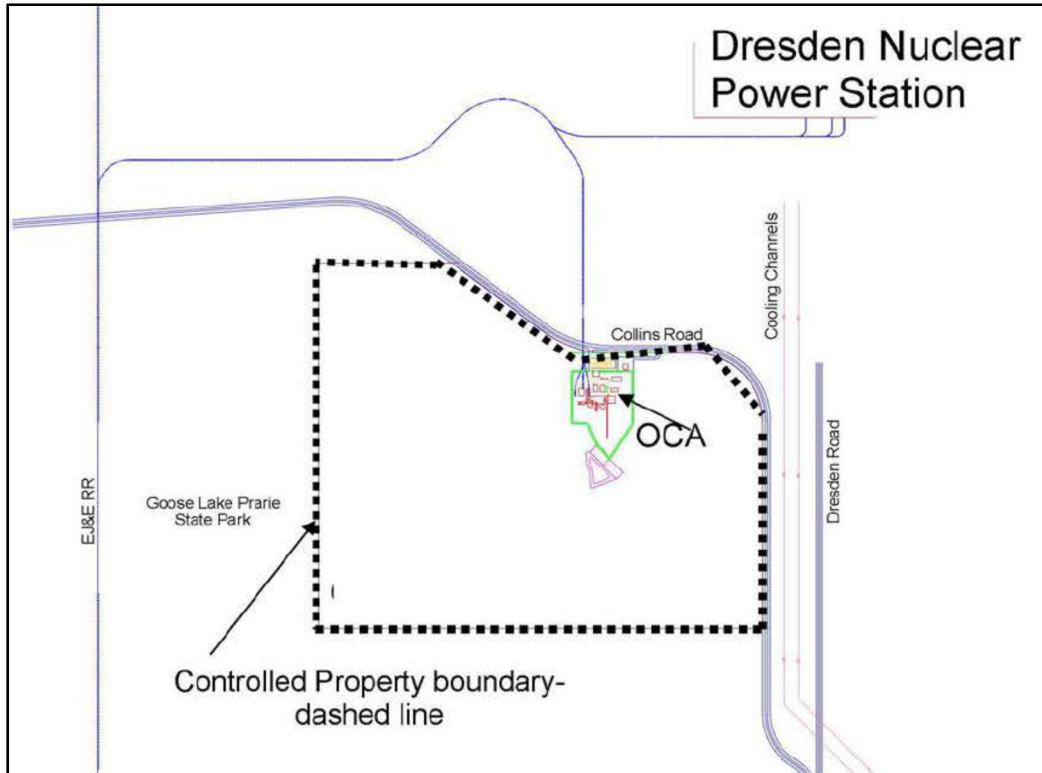 Dresden Nuclear
Power Station
Cooling Channels
Collins Road
OCA
Dresden Road
EJ&E RR
Goose Lake Prarie
State Park
Controlled Property boundary-
dashed line